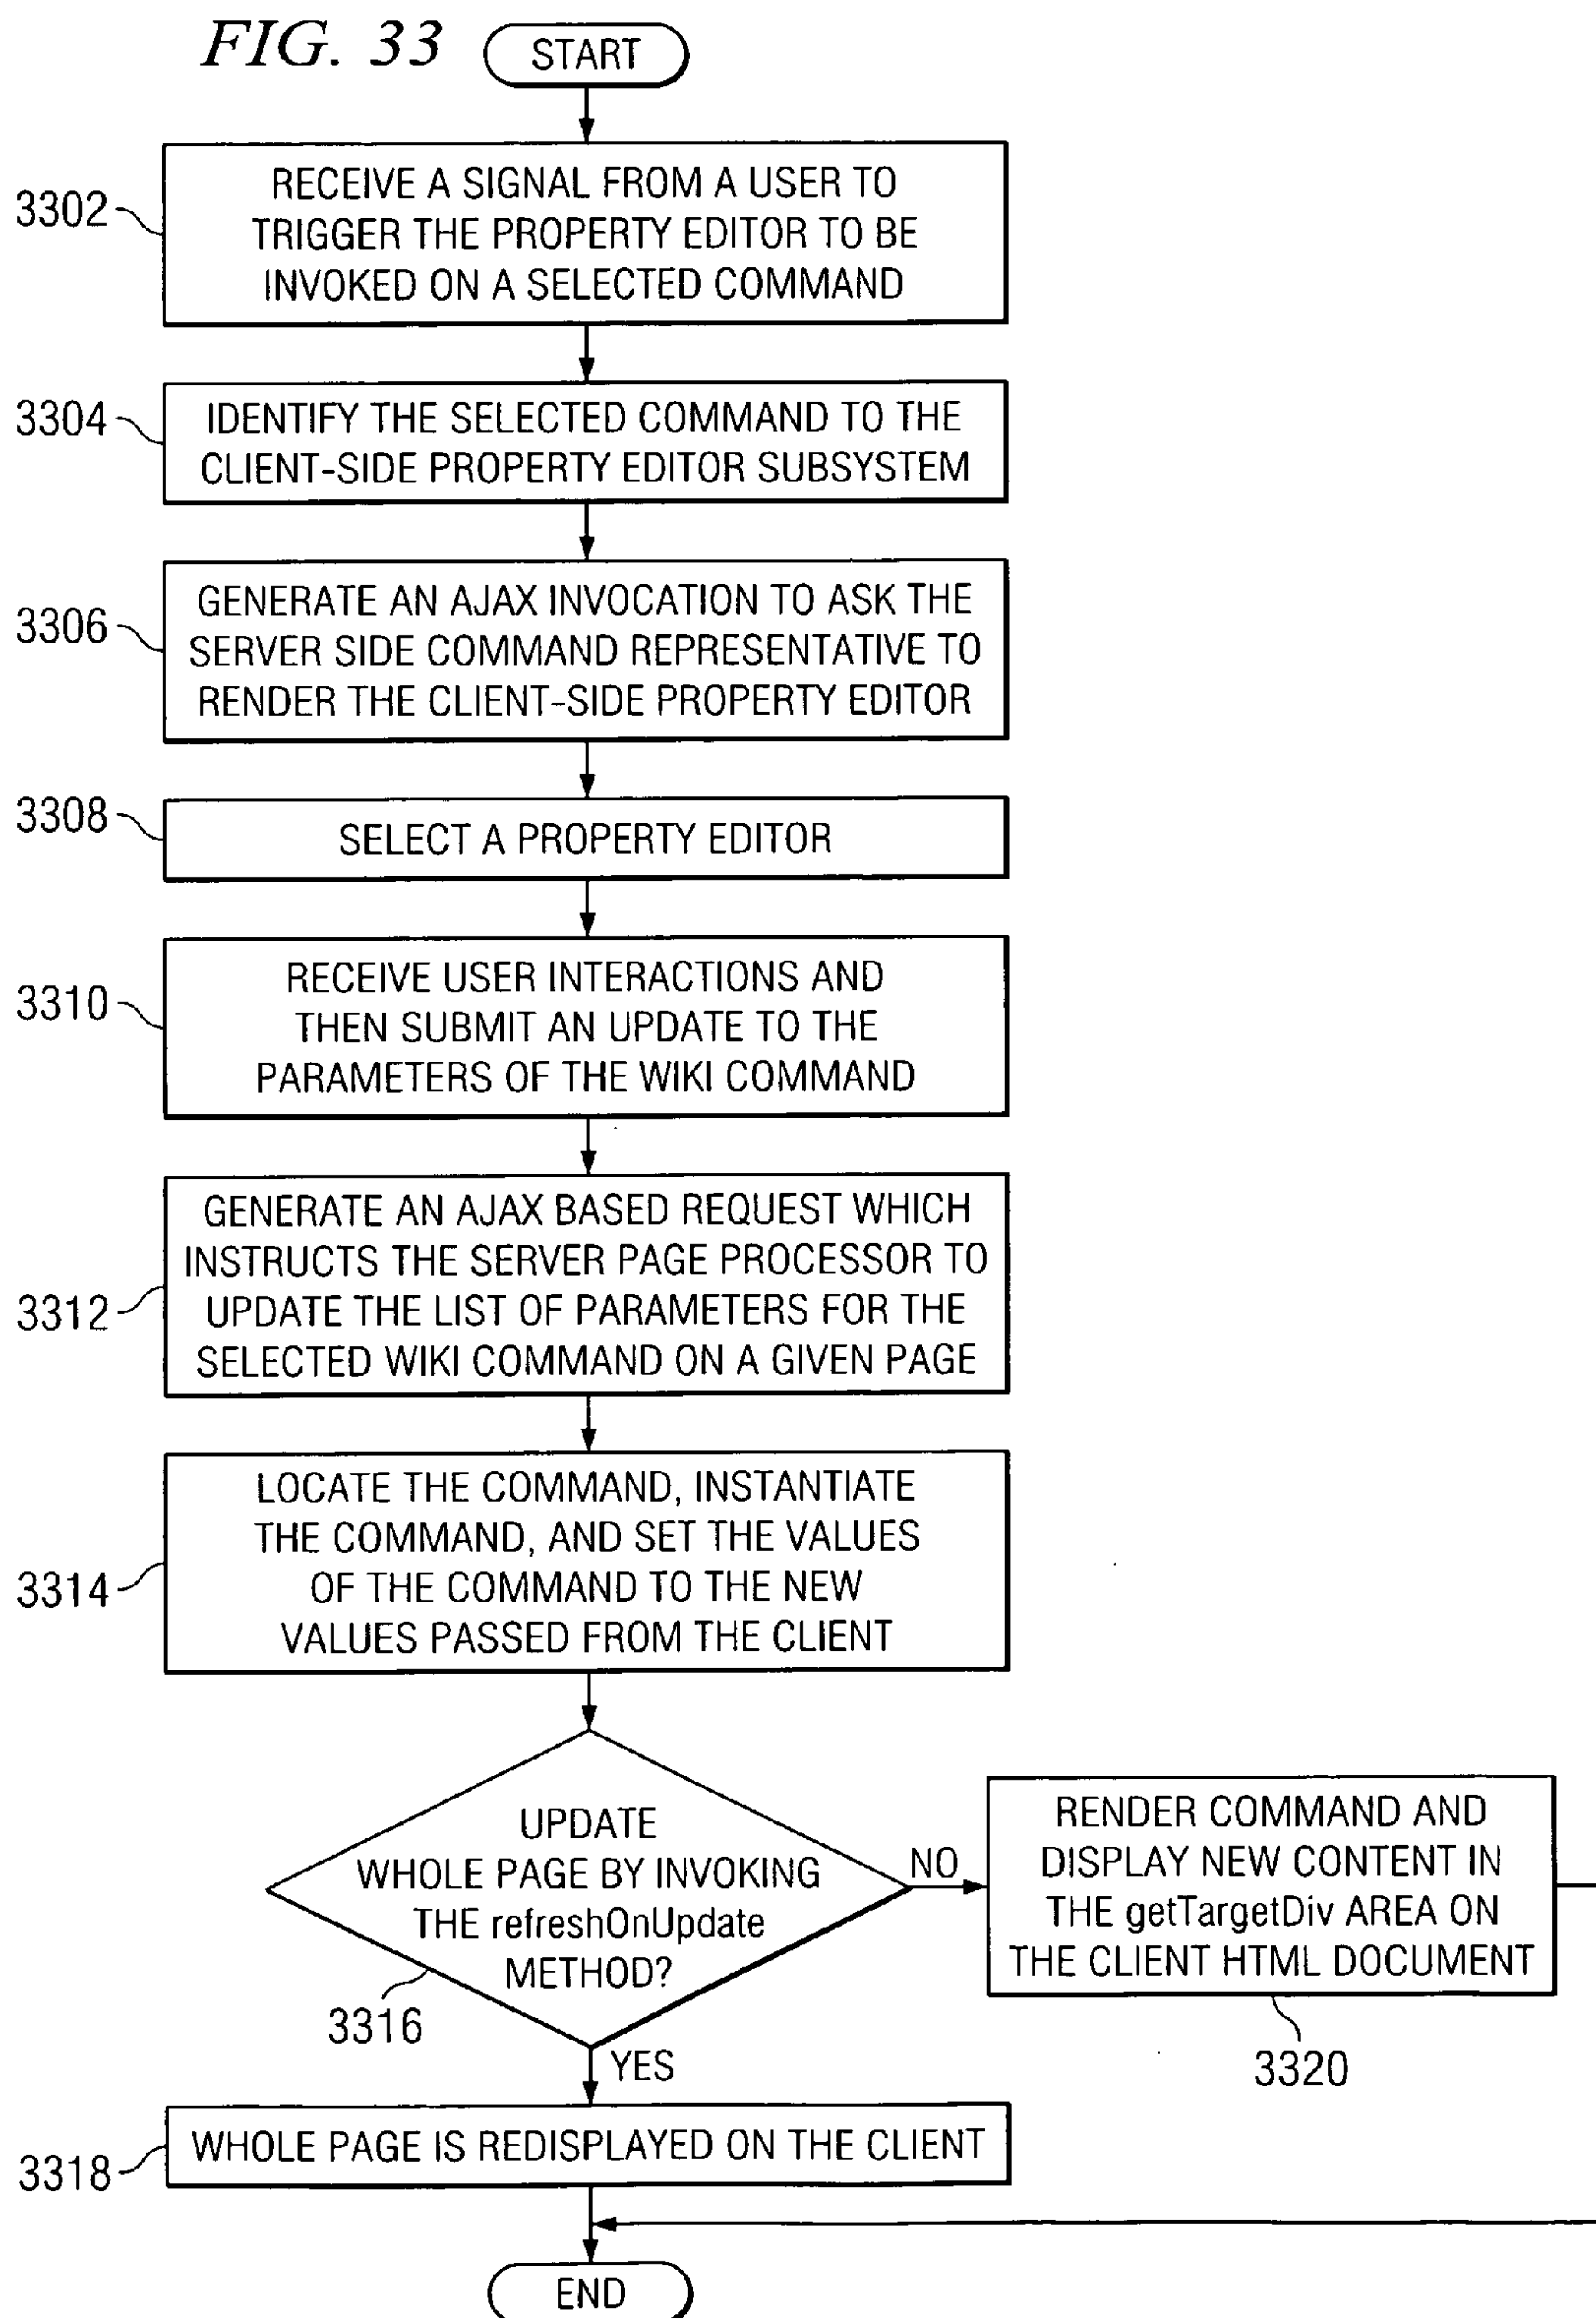 FIG. 33
START
3302
RECEIVE A SIGNAL FROM A USER TO
TRIGGER THE PROPERTY EDITOR TO BE
INVOKED ON A SELECTED COMMAND
3304
IDENTIFY THE SELECTED COMMAND TO THE
CLIENT-SIDE PROPERTY EDITOR SUBSYSTEM
3306
GENERATE AN AJAX INVOCATION TO ASK THE
SERVER SIDE COMMAND REPRESENTATIVE TO
RENDER THE CLIENT-SIDE PROPERTY EDITOR
3308
SELECT A PROPERTY EDITOR
3310
RECEIVE USER INTERACTIONS AND
THEN SUBMIT AN UPDATE TO THE
PARAMETERS OF THE WIKI COMMAND
3312
GENERATE AN AJAX BASED REQUEST WHICH
INSTRUCTS THE SERVER PAGE PROCESSOR TO
UPDATE THE LIST OF PARAMETERS FOR THE
SELECTED WIKI COMMAND ON A GIVEN PAGE
3314
LOCATE THE COMMAND, INSTANTIATE
THE COMMAND, AND SET THE VALUES
OF THE COMMAND TO THE NEW
VALUES PASSED FROM THE CLIENT
UPDATE
WHOLE PAGE BY INVOKING
THE refreshOnUpdate
METHOD?
3316
NO
RENDER COMMAND AND
DISPLAY NEW CONTENT IN
THE getTargetDiv AREA ON
THE CLIENT HTML DOCUMENT
3320
YES
3318
WHOLE PAGE IS REDISPLAYED ON THE CLIENT
END